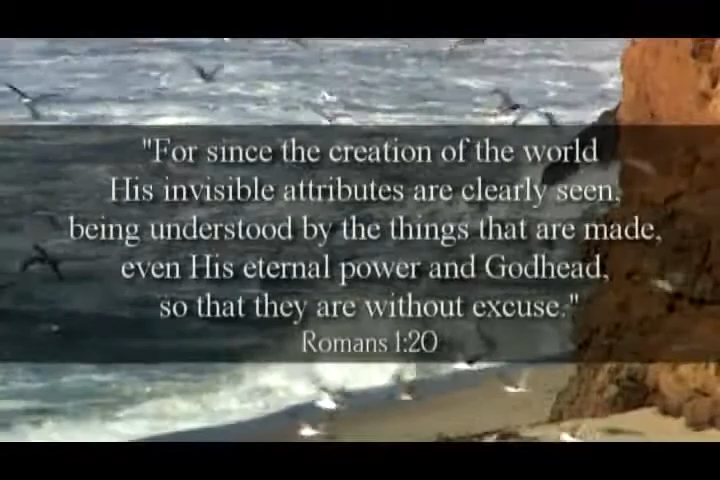 "For since the creation of the world
His invisible attributes are clearly seen,
being understood by the things that are made,
even His eternal power and Godhead,
so that they are without excuse."
Romans 1:20